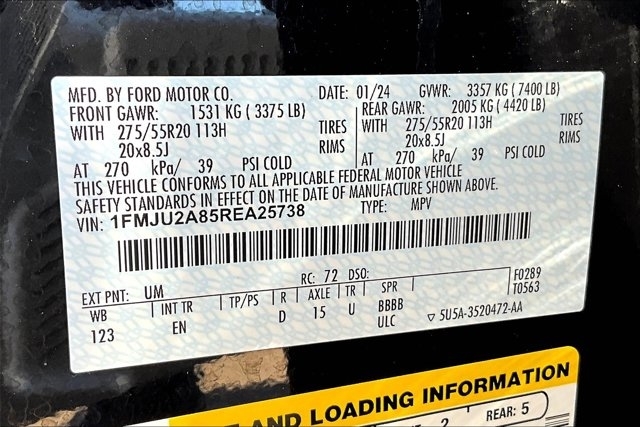 MFD. BY FORD MOTOR CO. DATE: 01/24 GVWR: 3357 KG ( 7400 LB)
FRONT GAWR: 1531 KG ( 3375 LB) REAR GAWR: 2005 KG ( 4420 LB)
WITH 275/55R20 113H TIRES WITH 275/55R20 113H TIRES
20x8.5J RIMS 20x8.5J RIMS
AT 270 kPa/ 39 PSI COLD AT 270 kPa/ 39 PSI COLD
THIS VEHICLE CONFORMS TO ALL APPLICABLE FEDERAL MOTOR VEHICLE
SAFETY STANDARDS IN EFFECT ON THE DATE OF MANUFACTURE SHOWN ABOVE.
VIN: 1FMJU2A85REA25738 TYPE: MPV
EXT PNT: UM RC: 72 DSO: F0289
WB INT TR TP/PS R AXLE TR SPR T0563
123 EN D 15 U BBBB
ULC ▽ 5U5A-3520472-AA
AND LOADING INFORMATION
2 REAR: 5